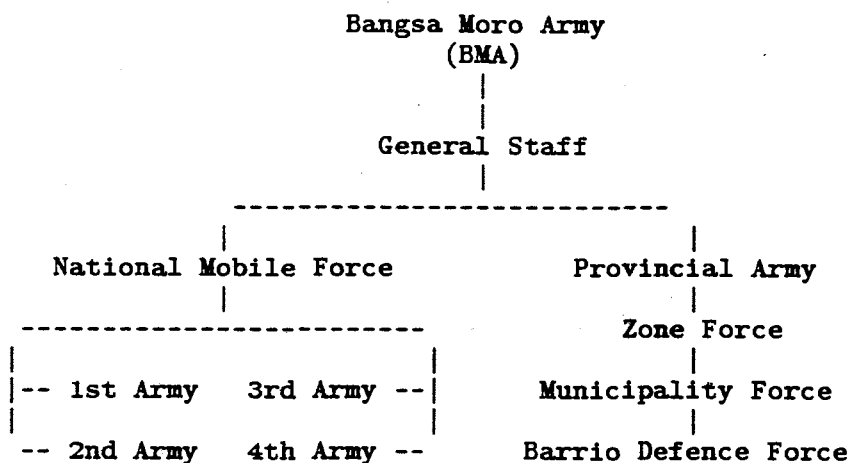 Bangsa Moro Army
(BMA)
General Staff
National Mobile Force Provincial Army
Zone Force
-- 1st Army 3rd Army -- Municipality Force
-- 2nd Army 4th Army -- Barrio Defence Force